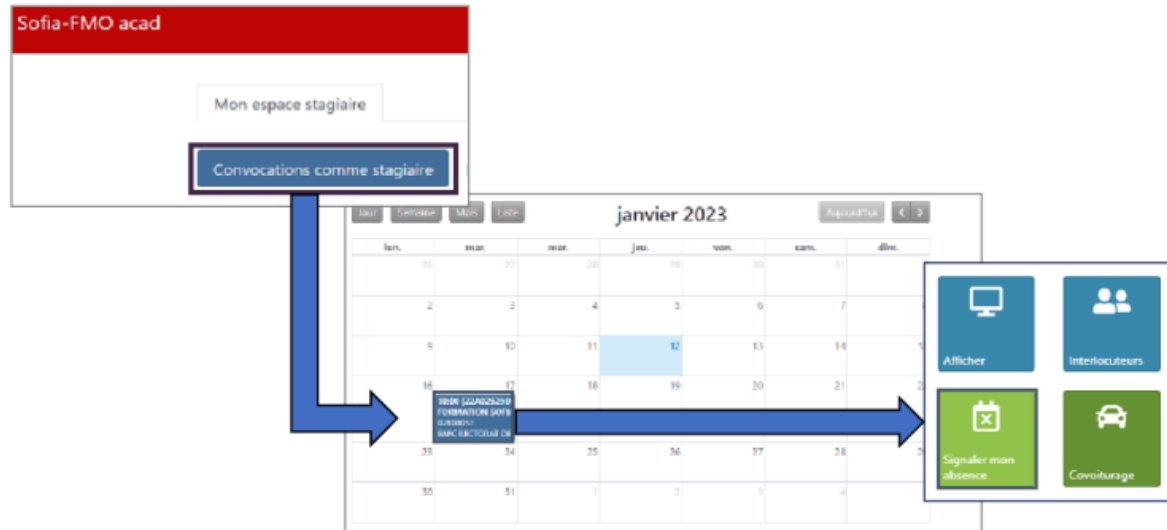 Sofia-FMO acad
Mon espace stagiaire
Convocations comme stagiaire
Jour Semaine Mois Liste janvier 2023 Aujourd'hui
lun. mar. mer. jeu. ven. sam. dim.
26 27 28 29 30 31
2 3 4 5 6 7 8
9 10 11 12 13 14
16 17 18 19 20 21
FORMATION SOFI
23 24 25 26 27 28
30 31 1 2 3 4
Afficher
Interlocuteurs
Signaler mon
absence
Covoiturage